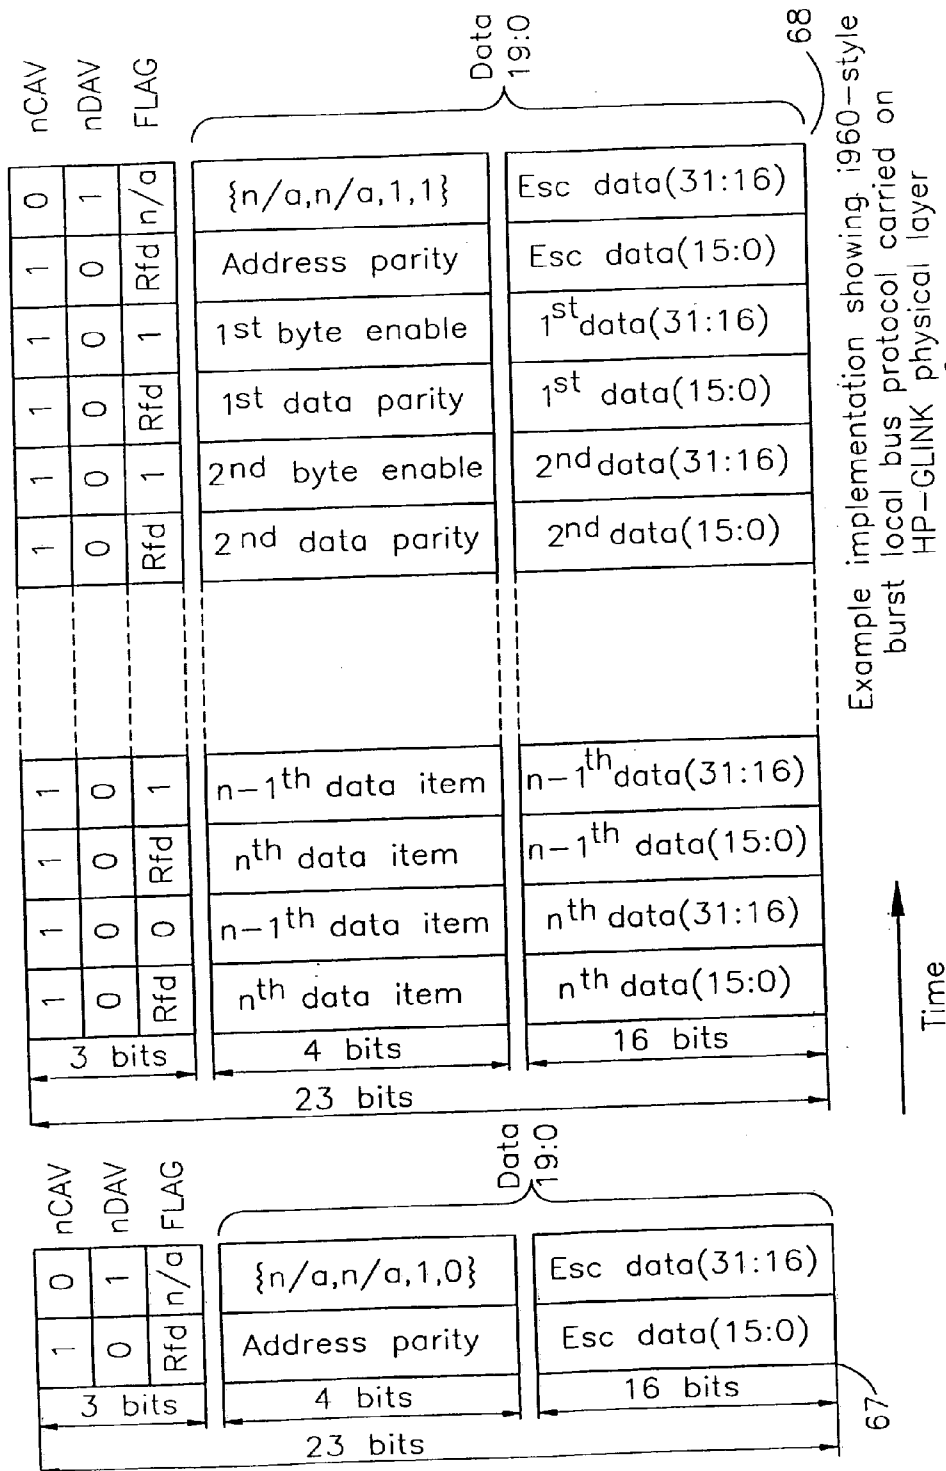 1 1 1 1 1 1 1 1 1 0 nCAV
0 0 0 0 0 0 0 0 0 1 nDAV
Rfd 0 Rfd 1 Rfd 1 Rfd 1 Rfd n/a FLAG
{n/a,n/a,1,1}
Address parity
1st byte enable
1st data parity
2nd byte enable
2nd data parity
n-1th data item
nth data item
n-1th data item
nth data item
Esc data(31:16)
Esc data(15:0)
1st data(31:16)
1st data(15:0)
2nd data(31:16)
2nd data(15:0)
n-1th data(31:16)
n-1th data(15:0)
nth data(31:16)
nth data(15:0)
Data
19:0
3 bits
4 bits
16 bits
23 bits
68
Example implementation showing i960-style
burst local bus protocol carried on
HP-GLINK physical layer
Time
1 0 nCAV
0 1 nDAV
Rfd n/a FLAG
{n/a,n/a,1,0}
Address parity
Esc data(31:16)
Esc data(15:0)
Data
19:0
3 bits
4 bits
16 bits
23 bits
67